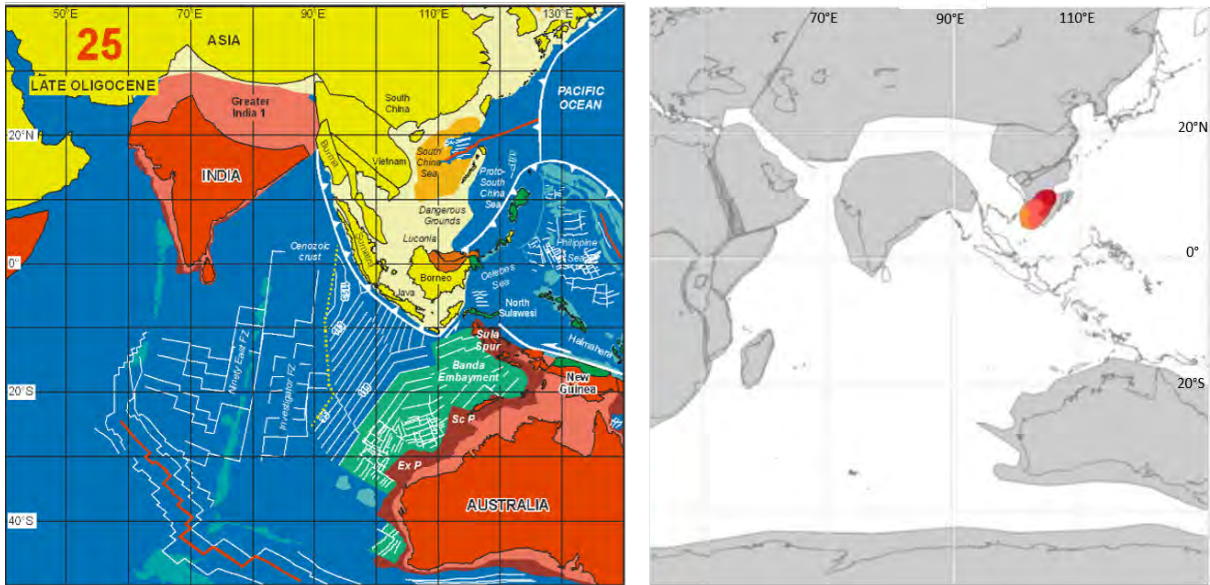 50°E 70°E 90°E 110°E 130°E
25
LATE OLIGOCENE
ASIA
PACIFIC
OCEAN
Greater
India 1
South
China
20°N
INDIA
Burma
Vietnam
South
China
Sea
Proto-
South
China
Sea
Dangerous
Grounds
Luconia
Philippine
Sea
Cenozoic
crust
Sumatra
0°
Borneo
Celebes
Sea
Java
North
Sulawesi
Sula
Spur
Halmahera
Banda
Embayment
New
Guinea
Ninety East FZ
Investigator FZ
20°S
Sc P
Ex P
AUSTRALIA
40°S
70°E 90°E 110°E
20°N
0°
20°S